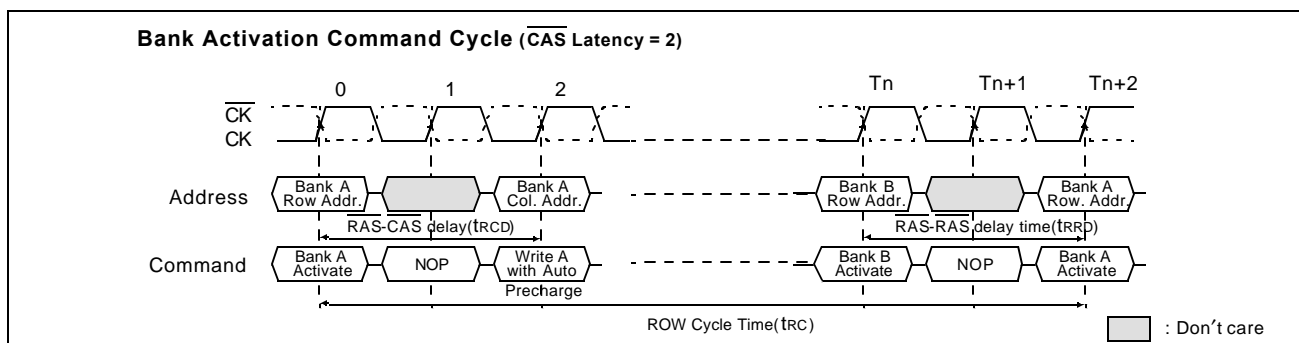 Bank Activation Command Cycle (CAS Latency = 2)
0 1 2 Tn Tn+1 Tn+2
CK
CK
Address
Bank A
Row Addr.
Bank A
Col. Addr.
Bank B
Row Addr.
Bank A
Row. Addr.
RAS-CAS delay(tRCD)
RAS-RAS delay time(tRRD)
Command
Bank A
Activate
NOP
Write A
with Auto
Precharge
Bank B
Activate
NOP
Bank A
Activate
ROW Cycle Time(tRC)
: Don't care